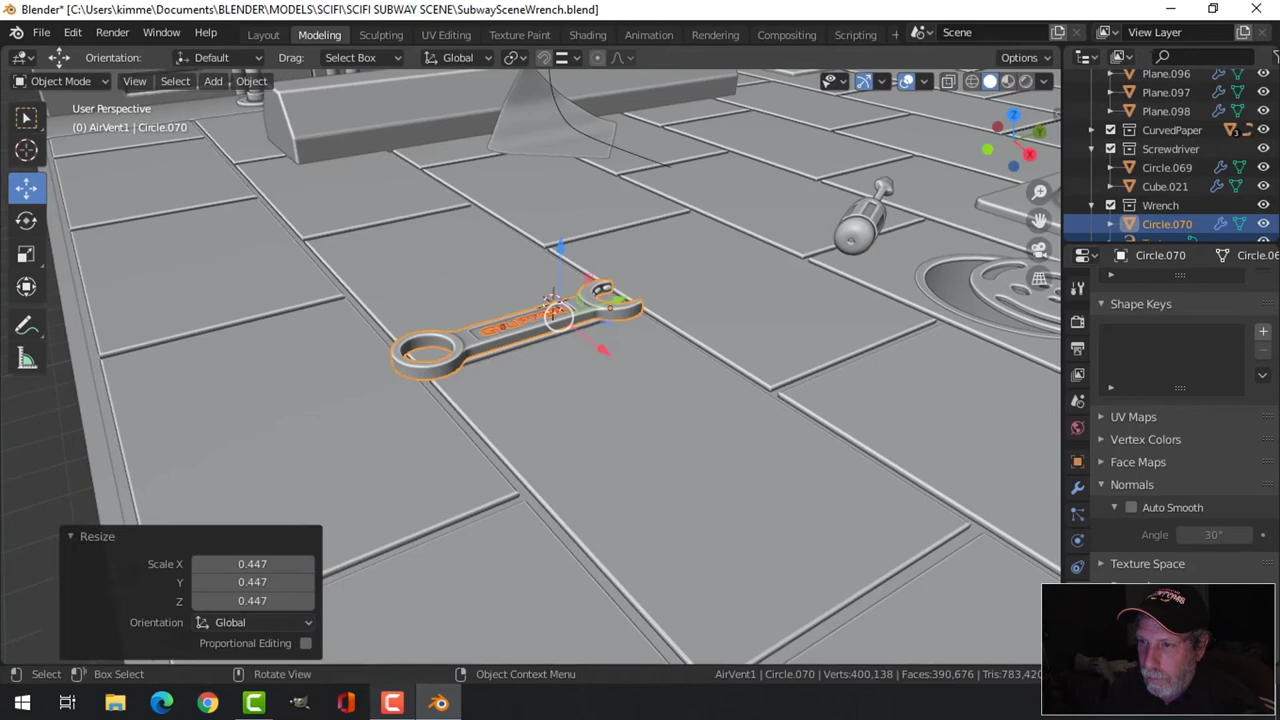 Blender* [C:\Users\kimme\Documents\BLENDER\MODELS\SCIFI\SCIFI SUBWAY SCENE\SubwaySceneWrench.blend]
File Edit Render Window Help Layout Modeling Sculpting UV Editing Texture Paint Shading Animation Rendering Compositing Scripting + Scene View Layer
Default Drag: Select Box Global Options
Object Mode View Select Add Object
User Perspective
(0) AirVent1 | Circle.070
Plane.096
Plane.097
Plane.098
CurvedPaper 3
Screwdriver
Circle.069
Cube.021
Wrench
Circle.070
Circle.070 Circle.06
Shape Keys
UV Maps
Vertex Colors
Face Maps
Normals
Auto Smooth
Angle 30°
Texture Space
Resize
Scale X 0.447
Y 0.447
Z 0.447
Orientation Global
Proportional Editing
Select Box Select Rotate View Object Context Menu AirVent1 | Circle.070 | Verts:400,138 | Faces:390,676 | Tris:783,420